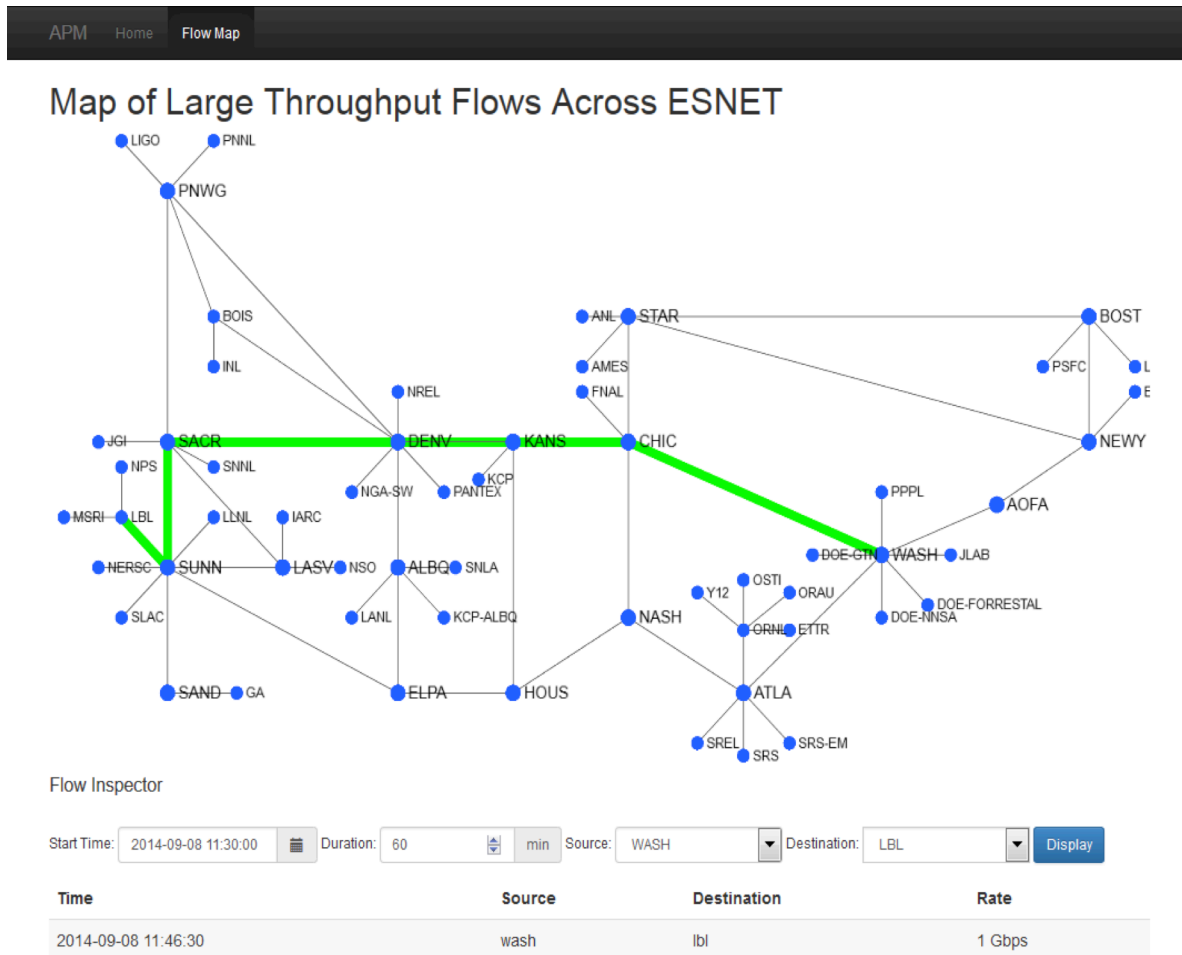 APM Home Flow Map
Map of Large Throughput Flows Across ESNET
LIGO PNNL
PNWG
BOIS ANL STAR BOST
INL AMES PSFC L
NREL FNAL E
JGI SACR DENV KANS CHIC NEWY
NPS SNNL KCP
NGA-SW PANTEX PPPL
AOFA
MSRI LBL LLNL IARC
DOE-GTN WASH JLAB
NERSC SUNN LASV NSO ALBQ SNLA
OSTI
Y12 ORAU
DOE-FORRESTAL
SLAC LANL KCP-ALBQ NASH DOE-NNSA
ORNL ETTR
SAND GA ELPA HOUS ATLA
SREL SRS-EM
SRS
Flow Inspector
Start Time: 2014-09-08 11:30:00 Duration: 60 min Source: WASH Destination: LBL Display
Time Source Destination Rate
2014-09-08 11:46:30 wash lbl 1 Gbps